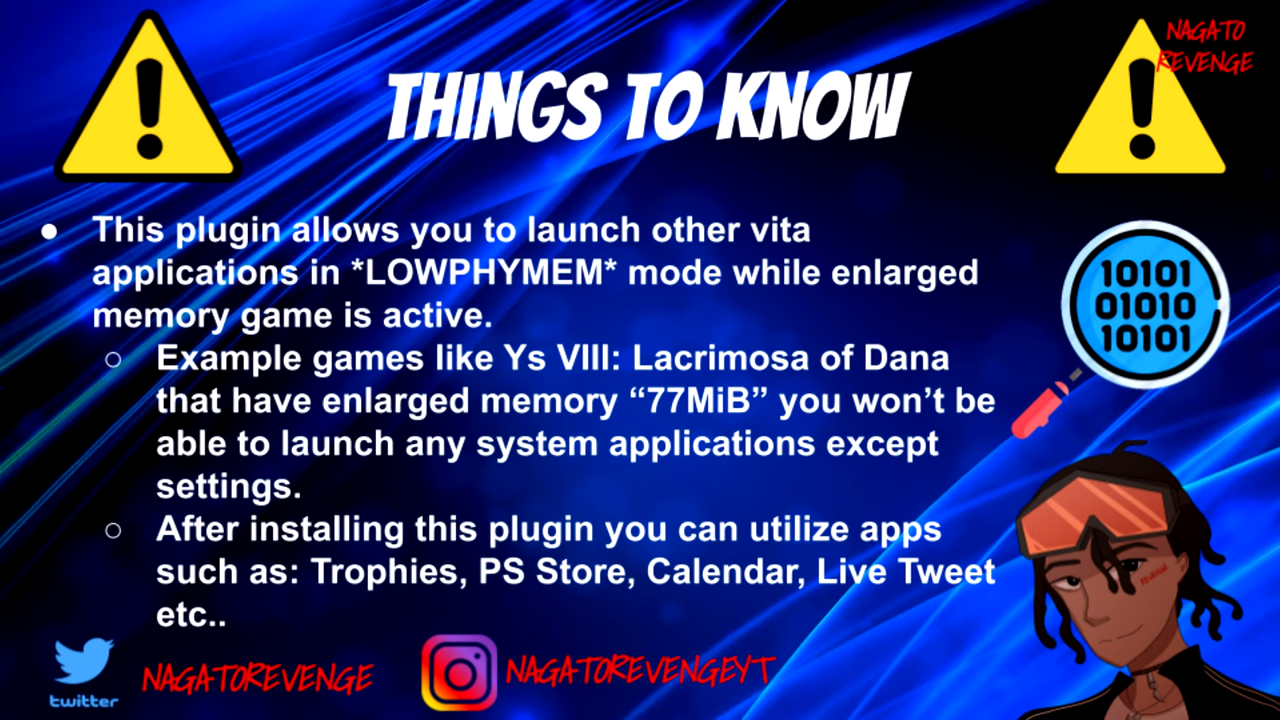 NAGATO
REVENGE
THINGS TO KNOW
● This plugin allows you to launch other vita
applications in *LOWPHYMEM* mode while enlarged
memory game is active.
○ Example games like Ys VIII: Lacrimosa of Dana
that have enlarged memory “77MiB” you won’t be
able to launch any system applications except
settings.
○ After installing this plugin you can utilize apps
such as: Trophies, PS Store, Calendar, Live Tweet
etc..
10101
01010
10101
REVENGE
twitter
NAGATOREVENGE
NAGATOREVENGEYT